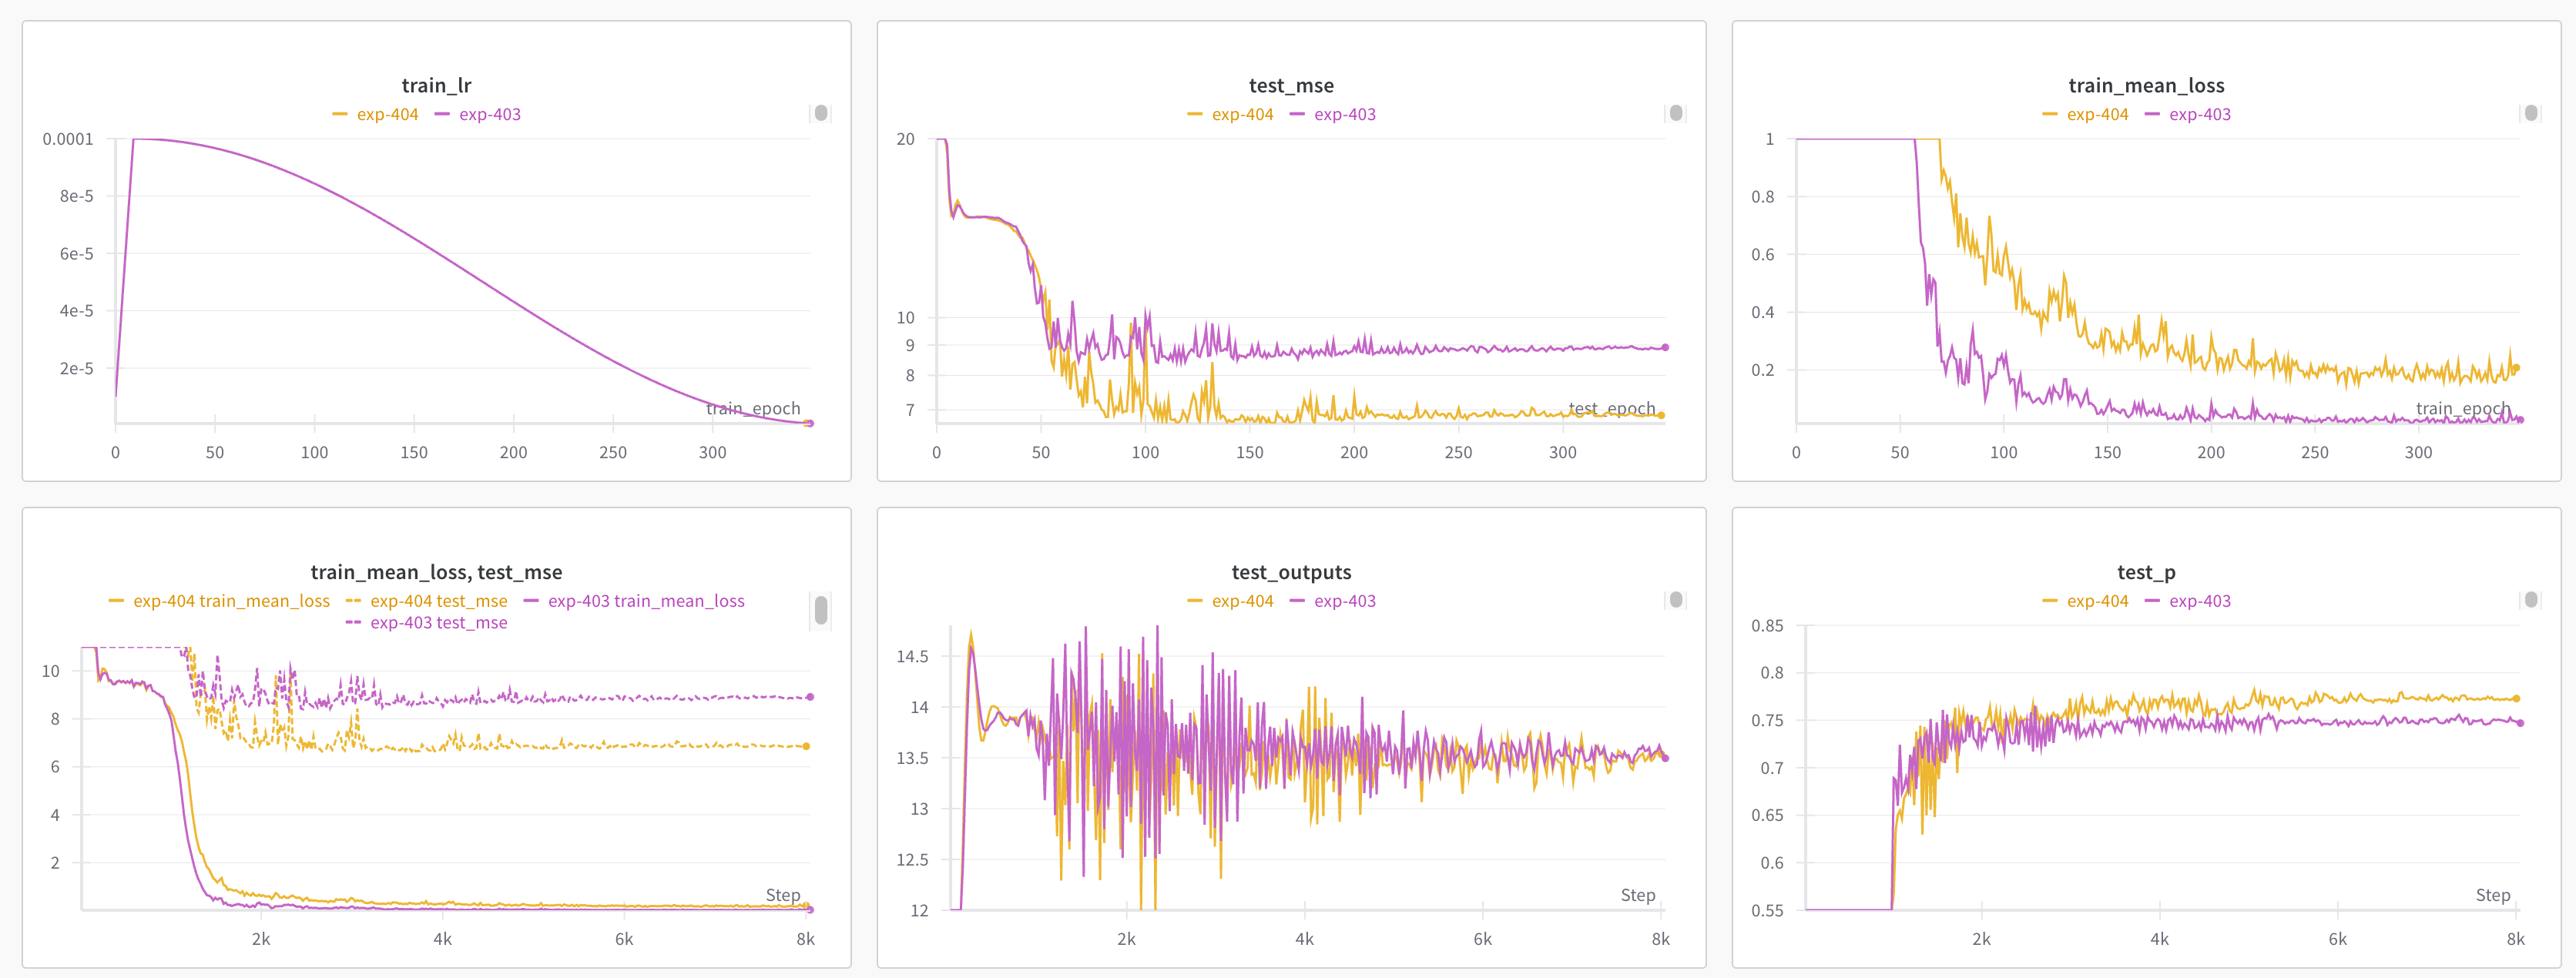 train_lr
exp-404 exp-403
0.0001
8e-5
6e-5
4e-5
2e-5
train_epoch
0 50 100 150 200 250 300
test_mse
exp-404 exp-403
20
10
9
8
7
test_epoch
0 50 100 150 200 250 300
train_mean_loss
exp-404 exp-403
1
0.8
0.6
0.4
0.2
train_epoch
0 50 100 150 200 250 300
train_mean_loss, test_mse
exp-404 train_mean_loss exp-404 test_mse exp-403 train_mean_loss
exp-403 test_mse
10
8
6
4
2
Step
2k 4k 6k 8k
test_outputs
exp-404 exp-403
14.5
14
13.5
13
12.5
12
Step
2k 4k 6k 8k
test_p
exp-404 exp-403
0.85
0.8
0.75
0.7
0.65
0.6
0.55
Step
2k 4k 6k 8k